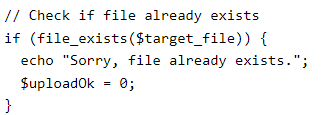 // Check if file already exists
if (file_exists($target_file)) {
  echo "Sorry, file already exists.";
  $uploadOk = 0;
}